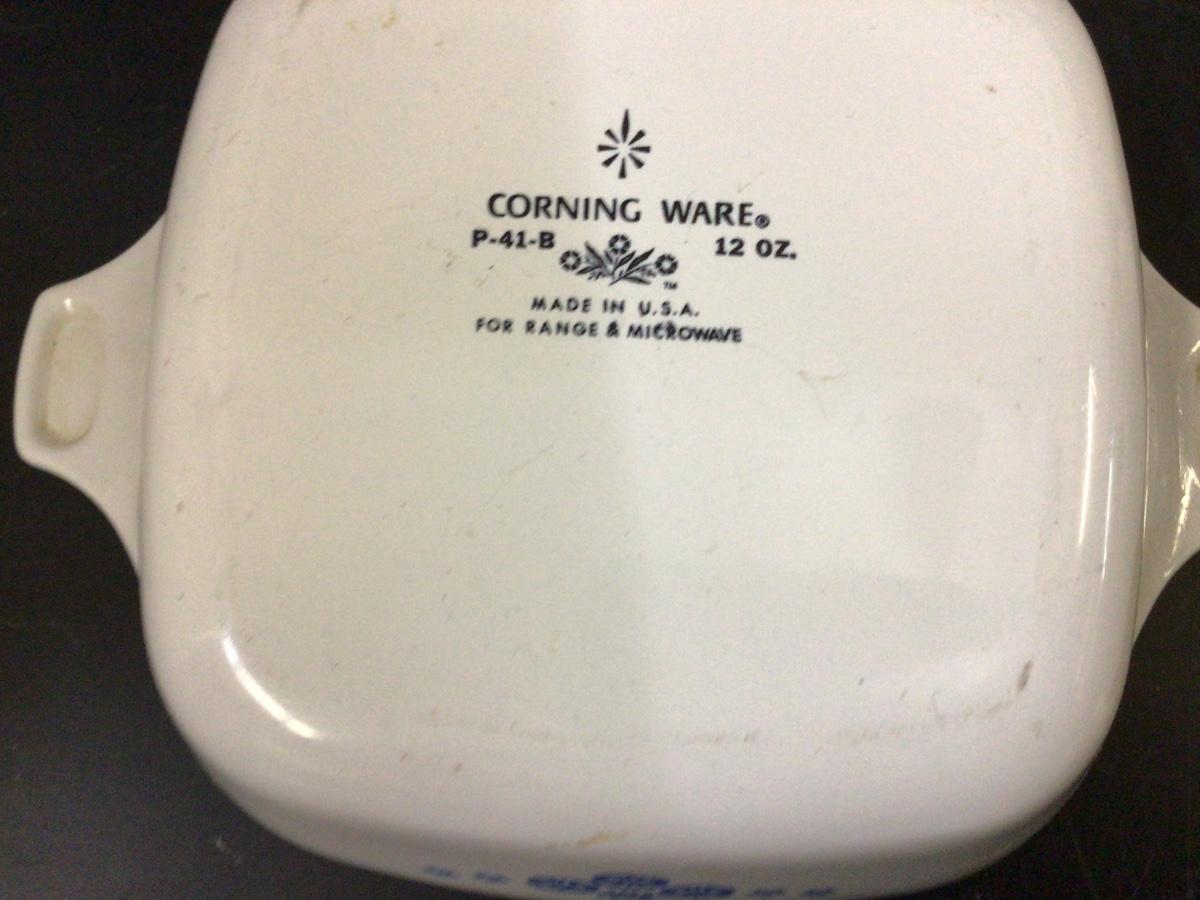 CORNING WARE®
P-41-B 12 OZ.
TM
MADE IN U.S.A.
FOR RANGE & MICROWAVE